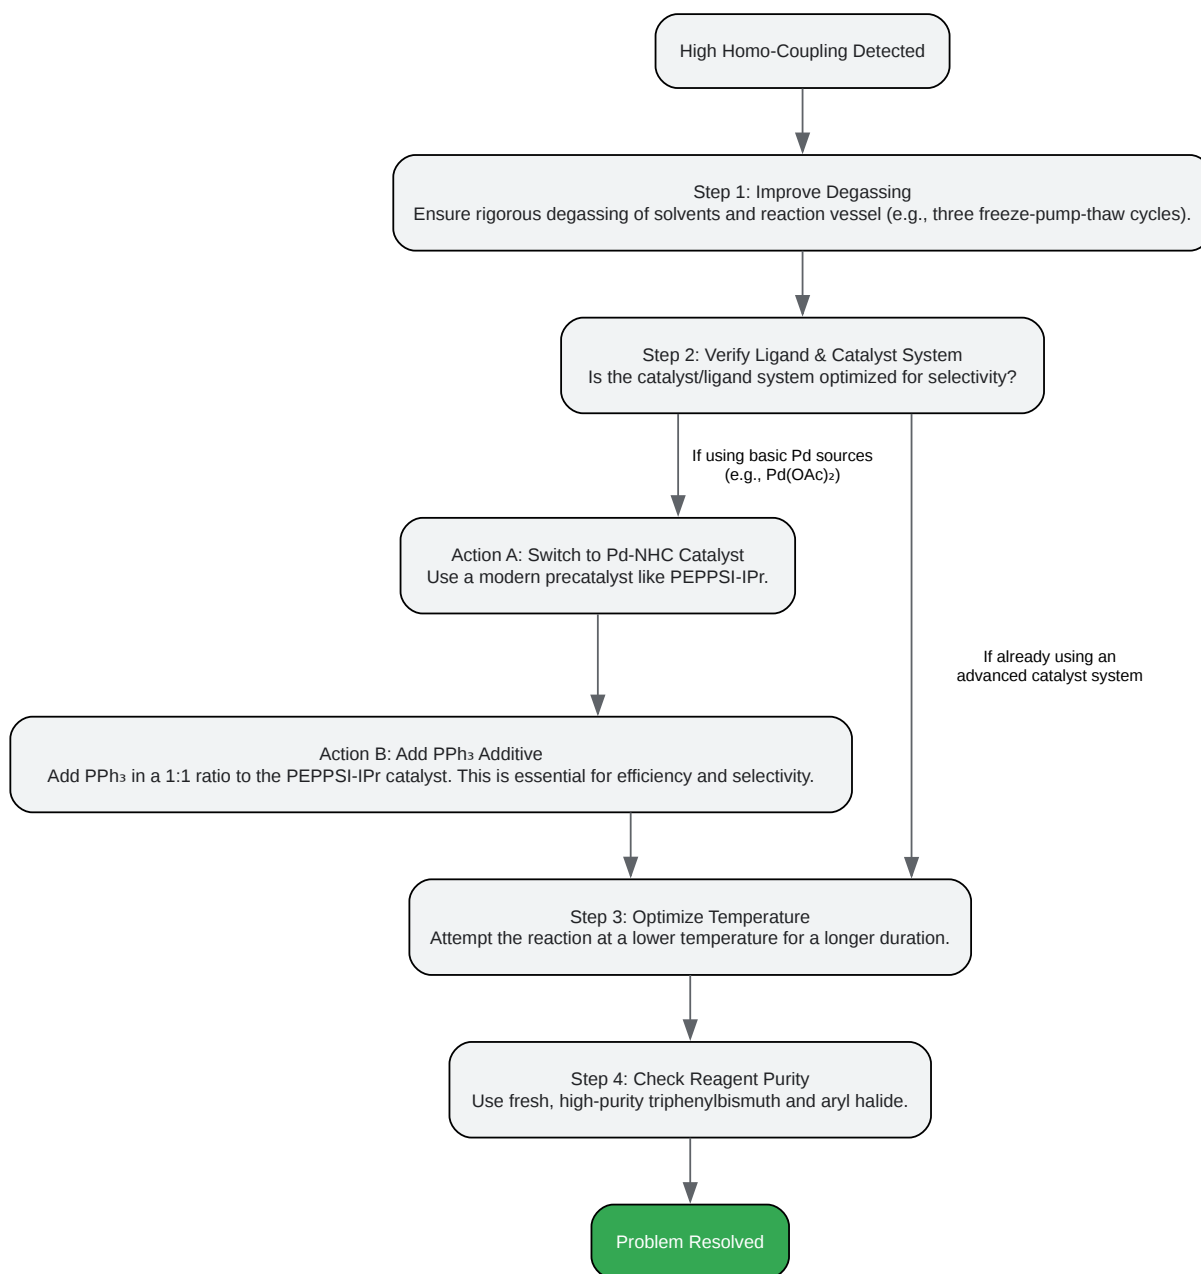 High Homo-Coupling Detected
Step 1: Improve Degassing
Ensure rigorous degassing of solvents and reaction vessel (e.g., three freeze-pump-thaw cycles).
Step 2: Verify Ligand & Catalyst System
Is the catalyst/ligand system optimized for selectivity?
If using basic Pd sources
(e.g., Pd(OAc)₂)
Action A: Switch to Pd-NHC Catalyst
Use a modern precatalyst like PEPPSI-IPr.
If already using an
advanced catalyst system
Action B: Add PPh₃ Additive
Add PPh₃ in a 1:1 ratio to the PEPPSI-IPr catalyst. This is essential for efficiency and selectivity.
Step 3: Optimize Temperature
Attempt the reaction at a lower temperature for a longer duration.
Step 4: Check Reagent Purity
Use fresh, high-purity triphenylbismuth and aryl halide.
Problem Resolved